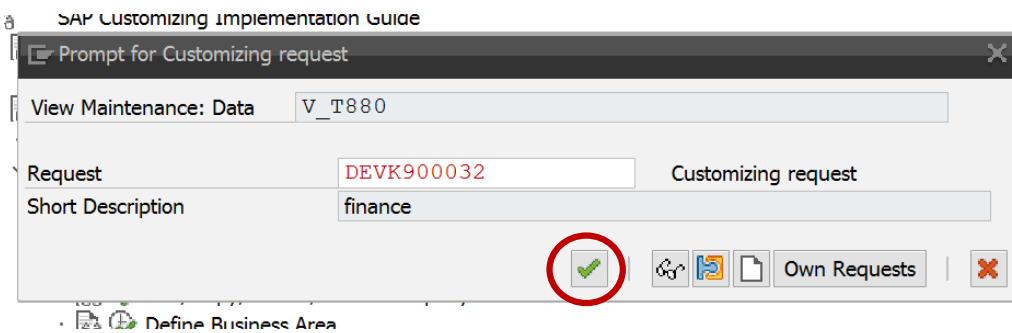 SAP Customizing Implementation Guide
Prompt for Customizing request
View Maintenance: Data V_T880
Request DEVK900032 Customizing request
Short Description finance
Own Requests
Define Business Area